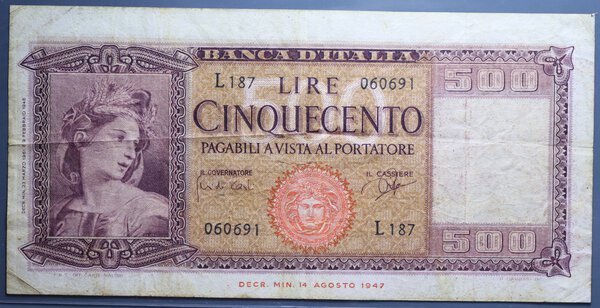 BANCA D'ITALIA
L 187 LIRE 060691
500
CINQUECENTO
PAGABILI A VISTA AL PORTATORE
IL GOVERNATORE IL CASSIERE
060691 L 187
500
500
DECR. MIN. 14 AGOSTO 1947